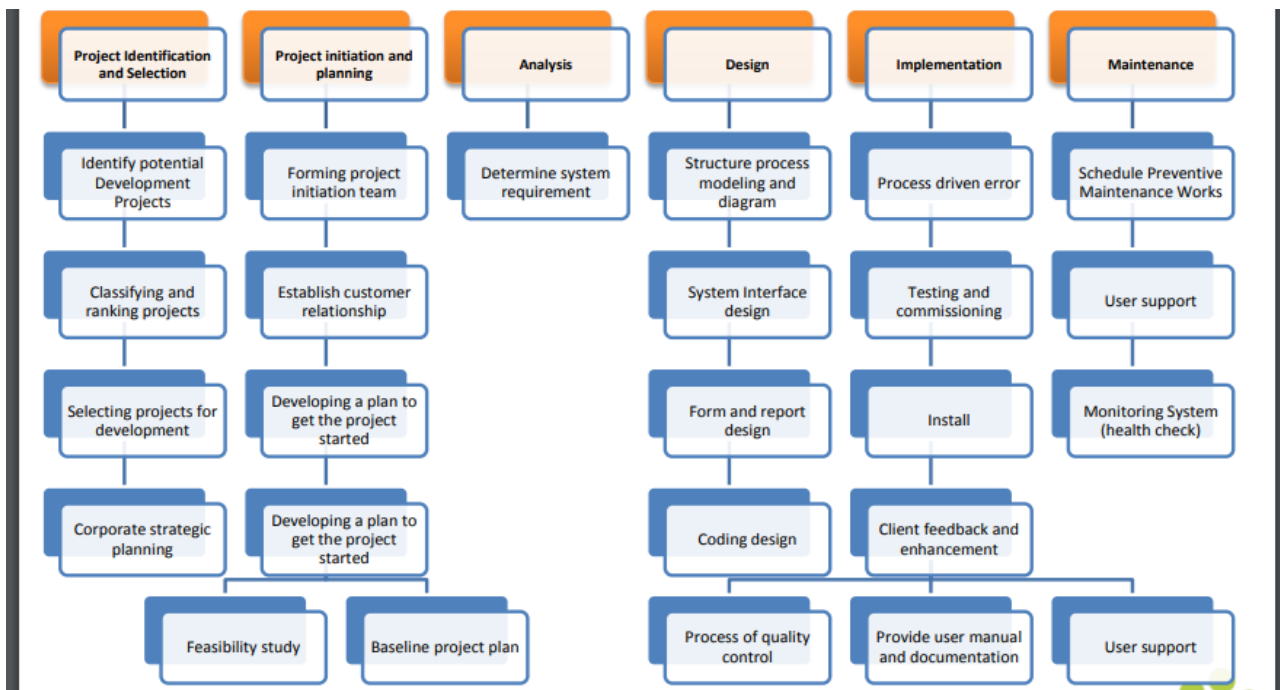 Project Identification
and Selection
Project initiation and
planning
Analysis
Design
Implementation
Maintenance
Identify potential
Development
Projects
Forming project
initiation team
Determine system
requirement
Structure process
modeling and
diagram
Process driven error
Schedule Preventive
Maintenance Works
Classifying and
ranking projects
Establish customer
relationship
System Interface
design
Testing and
commissioning
User support
Selecting projects for
development
Developing a plan to
get the project
started
Form and report
design
Install
Monitoring System
(health check)
Corporate strategic
planning
Developing a plan to
get the project
started
Coding design
Client feedback and
enhancement
Feasibility study
Baseline project plan
Process of quality
control
Provide user manual
and documentation
User support